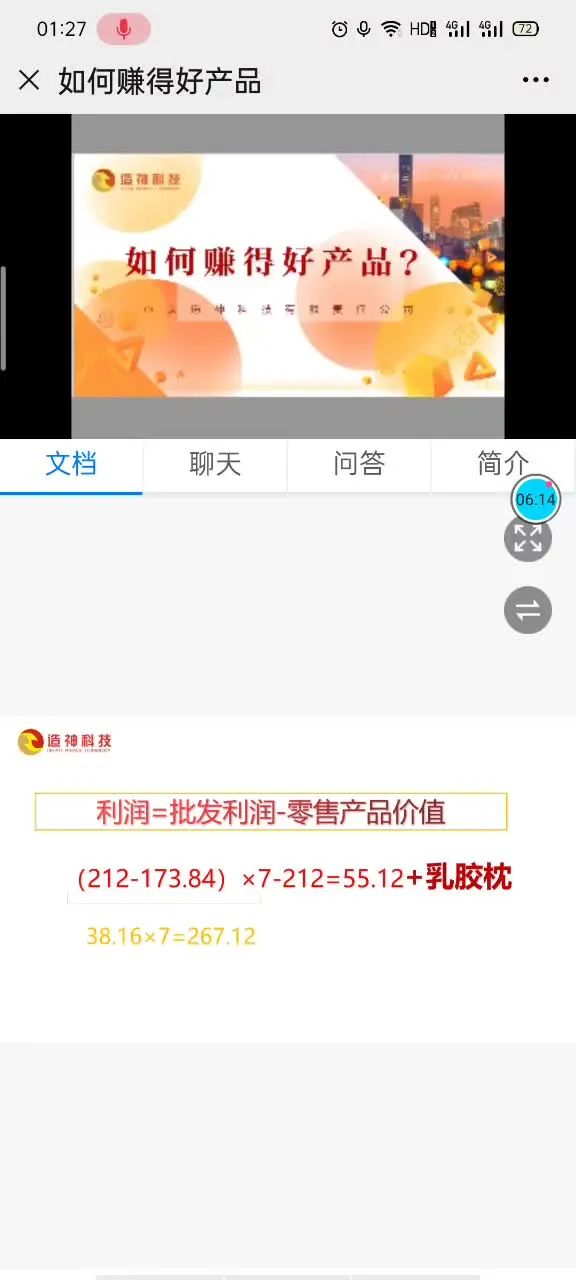 01:27
HD 4G 4G 72
如何赚得好产品
造神科技
如何赚得好产品?
文档 聊天 问答 简介
06:14
造神科技
利润=批发利润-零售产品价值
(212-173.84)×7-212=55.12+乳胶枕
38.16×7=267.12